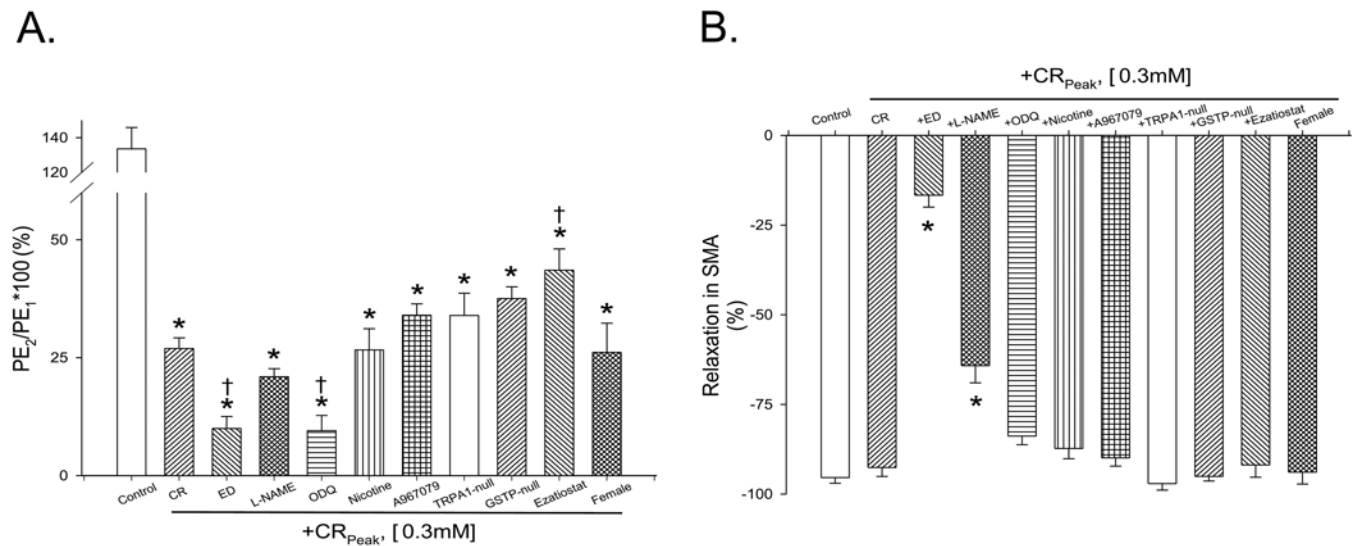 A.
140
120
50
25
0
PE2/PE1*100 (%)
*
†
*
*
†
*
*
*
*
*
†
*
*
Control
CR
ED
L-NAME
ODQ
Nicotine
A967079
TRPA1-null
GSTP-null
Ezatiostat
Female
+CRPeak, [0.3mM]
B.
+CRPeak, [0.3mM]
Control
CR
+ED
+L-NAME
+ODQ
+Nicotine
+A967079
+TRPA1-null
+GSTP-null
+Ezatiostat
Female
0
-25
-50
-75
-100
Relaxation in SMA
(%)
*
*